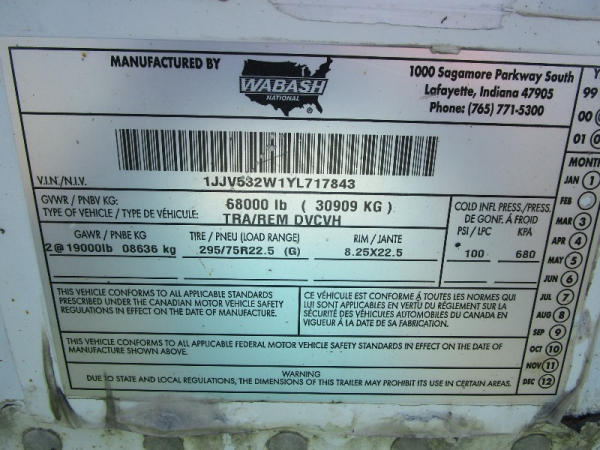 MANUFACTURED BY
WABASH
NATIONAL
1000 Sagamore Parkway South
Lafayette, Indiana 47905
Phone: (765) 771-5300
V.I.N./N.I.V. 1JJV532W1YL717843
GVWR / PNBV KG: 68000 lb ( 30909 KG )
TYPE OF VEHICLE / TYPE DE VÉHICULE: TRA/REM DVCVH
COLD INFL PRESS./PRESS.
DE GONF. À FROID
PSI / LPC KPA
GAWR / PNBE KG TIRE / PNEU (LOAD RANGE) RIM / JANTE
2@19000lb 08636 kg 295/75R22.5 (G) 8.25X22.5 100 680
THIS VEHICLE CONFORMS TO ALL APPLICABLE STANDARDS
PRESCRIBED UNDER THE CANADIAN MOTOR VEHICLE SAFETY
REGULATIONS IN EFFECT ON THE DATE OF MANUFACTURE.
CE VÉHICULE EST CONFORME À TOUTES LES NORMES QUI
LUI SONT APPLICABLES EN VERTU DU RÈGLEMENT SUR LA
SÉCURITÉ DES VÉHICULES AUTOMOBILES DU CANADA EN
VIGUEUR À LA DATE DE SA FABRICATION.
THIS VEHICLE CONFORMS TO ALL APPLICABLE FEDERAL MOTOR VEHICLE SAFETY STANDARDS IN EFFECT ON THE DATE OF
MANUFACTURE SHOWN ABOVE.
WARNING
DUE TO STATE AND LOCAL REGULATIONS, THE DIMENSIONS OF THIS TRAILER MAY PROHIBIT ITS USE IN CERTAIN AREAS.
99
00
01
MONTH
JAN 1
FEB
MAR 3
APR 4
MAY 5
JUN 6
JUL 7
AUG 8
SEP 9
OCT 10
NOV 11
DEC 12